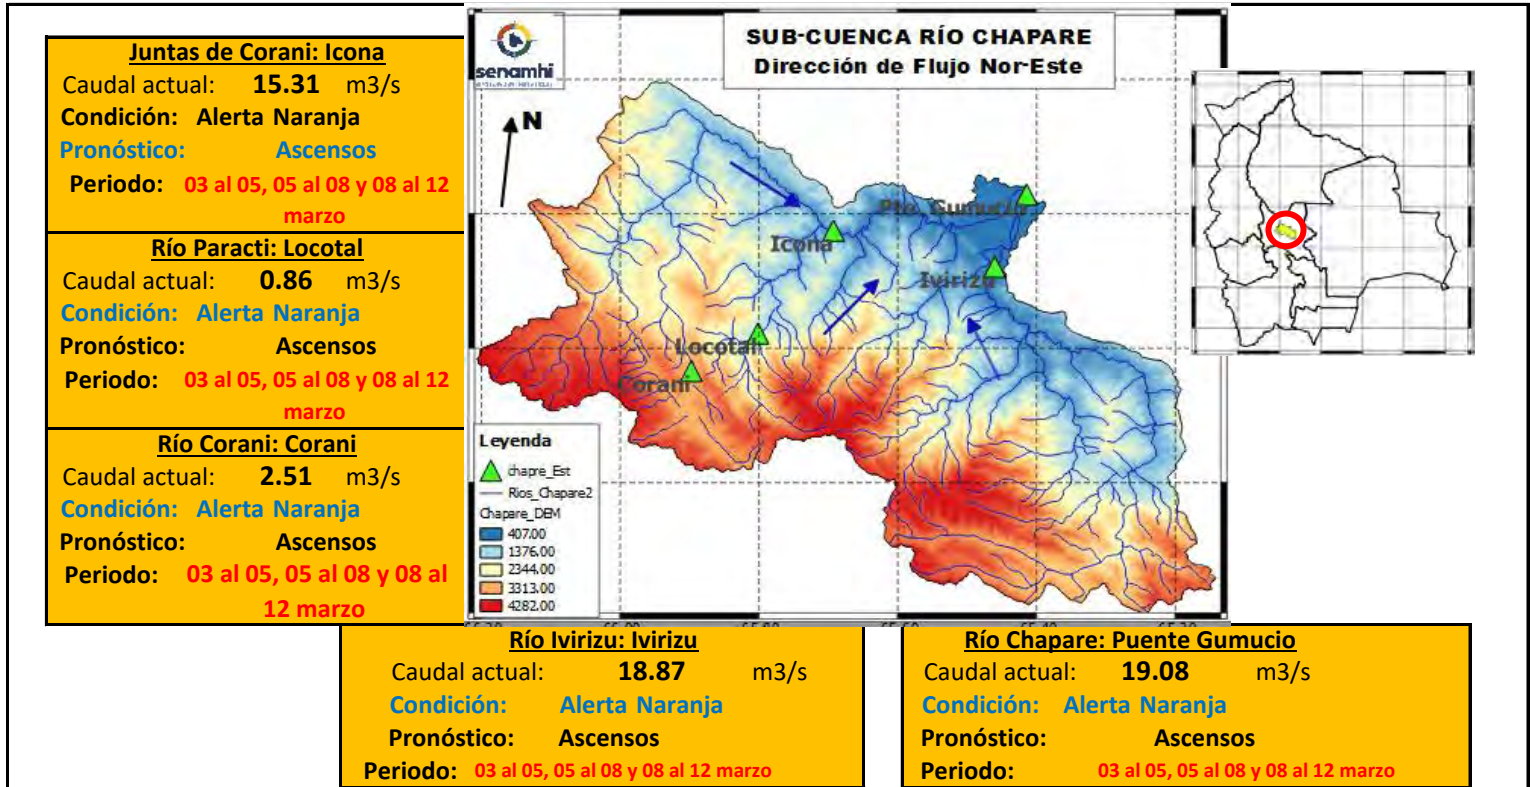 Juntas de Corani: Icona
Caudal actual: 15.31 m3/s
Condición: Alerta Naranja
Pronóstico: Ascensos
Periodo: 03 al 05, 05 al 08 y 08 al 12
marzo
Río Paracti: Locotal
Caudal actual: 0.86 m3/s
Condición: Alerta Naranja
Pronóstico: Ascensos
Periodo: 03 al 05, 05 al 08 y 08 al 12
marzo
Río Corani: Corani
Caudal actual: 2.51 m3/s
Condición: Alerta Naranja
Pronóstico: Ascensos
Periodo: 03 al 05, 05 al 08 y 08 al
12 marzo
senamhi
SUB-CUENCA RÍO CHAPARE
Dirección de Flujo Nor-Este
N
Pte. Gumucio
Icona
Ivirizu
Locotal
Corani
Leyenda
chapre_Est
Rios_Chapare2
Chapare_DEM
407.00
1376.00
2344.00
3313.00
4282.00
Río Ivirizu: Ivirizu
Caudal actual: 18.87 m3/s
Condición: Alerta Naranja
Pronóstico: Ascensos
Periodo: 03 al 05, 05 al 08 y 08 al 12 marzo
Río Chapare: Puente Gumucio
Caudal actual: 19.08 m3/s
Condición: Alerta Naranja
Pronóstico: Ascensos
Periodo: 03 al 05, 05 al 08 y 08 al 12 marzo